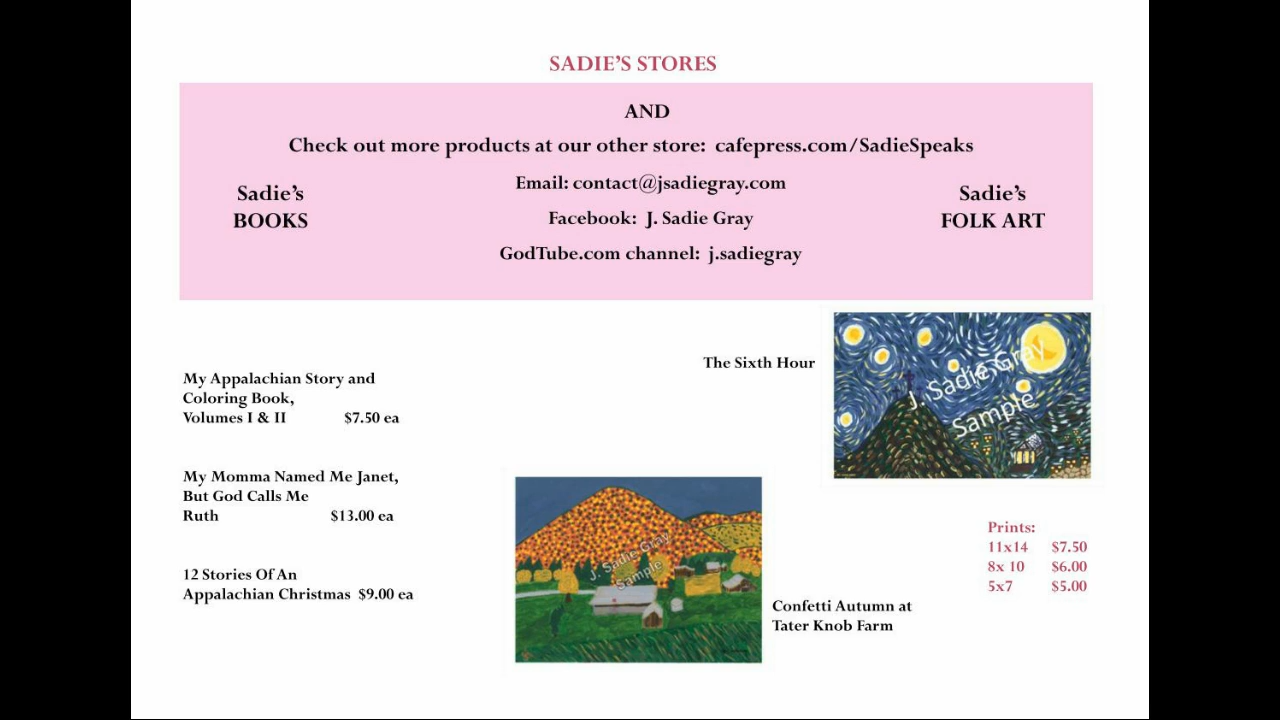 SADIE'S STORES
AND
Check out more products at our other store: cafepress.com/SadieSpeaks
Email: contact@jsadiegray.com
Facebook: J. Sadie Gray
GodTube.com channel: j.sadiegray
Sadie's
BOOKS
Sadie's
FOLK ART
My Appalachian Story and
Coloring Book,
Volumes I & II $7.50 ea
My Momma Named Me Janet,
But God Calls Me
Ruth $13.00 ea
12 Stories Of An
Appalachian Christmas $9.00 ea
The Sixth Hour
J. Sadie Gray
Sample
J. Sadie Gray
Sample
Confetti Autumn at
Tater Knob Farm
Prints:
11x14 $7.50
8x 10 $6.00
5x7 $5.00